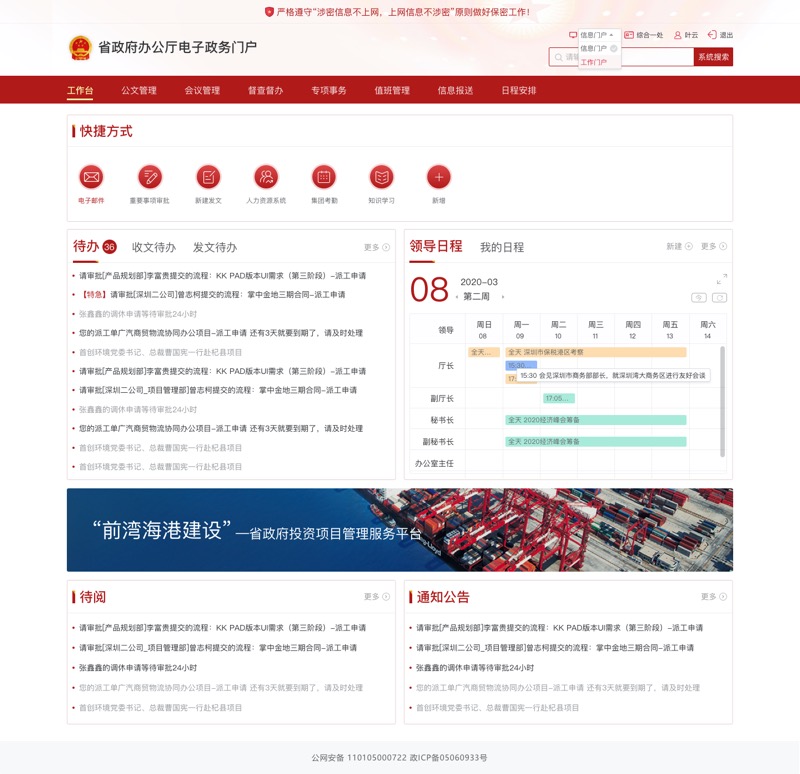 严格遵守“涉密信息不上网，上网信息不涉密”原则做好保密工作！
省政府办公厅电子政务门户
信息门户
综合一处
叶云
退出
信息门户
工作门户
请输
系统搜索
工作台
公文管理
会议管理
督查督办
专项事务
值班管理
信息报送
日程安排
快捷方式
电子邮件
重要事项审批
新建发文
人力资源系统
集团考勤
知识学习
新增
待办 36 收文待办 发文待办 更多
请审批[产品规划部]李富贵提交的流程：KK PAD版本UI需求（第三阶段）-派工申请
【特急】请审批[深圳二公司]曾志柯提交的流程：掌中金地三期合同-派工申请
张鑫鑫的调休申请等待审批24小时
您的派工单广汽商贸物流协同办公项目-派工申请 还有3天就要到期了，请及时处理
首创环境党委书记、总裁曹国宪一行赴杞县项目
请审批[产品规划部]李富贵提交的流程：KK PAD版本UI需求（第三阶段）-派工申请
请审批[深圳二公司_项目管理部]曾志柯提交的流程：掌中金地三期合同-派工申请
张鑫鑫的调休申请等待审批24小时
您的派工单广汽商贸物流协同办公项目-派工申请 还有3天就要到期了，请及时处理
首创环境党委书记、总裁曹国宪一行赴杞县项目
首创环境党委书记、总裁曹国宪一行赴杞县项目
领导日程 我的日程 新建 更多
08
2020-03
第二周
领导 周日 周一 周二 周三 周四 周五 周六
08 09 10 11 12 13 14
全天...
全天 深圳市保税港区考察
厅长
15:30...
15:30 会见深圳市商务部部长、就深圳湾大商务区进行友好会谈
副厅长 17:05...
秘书长 全天 2020经济峰会筹备
副秘书长 全天 2020经济峰会筹备
办公室主任
“前湾海港建设” —省政府投资项目管理服务平台
待阅 更多
请审批[产品规划部]李富贵提交的流程：KK PAD版本UI需求（第三阶段）-派工申请
请审批[深圳二公司_项目管理部]曾志柯提交的流程：掌中金地三期合同-派工申请
张鑫鑫的调休申请等待审批24小时
您的派工单广汽商贸物流协同办公项目-派工申请 还有3天就要到期了，请及时处理
首创环境党委书记、总裁曹国宪一行赴杞县项目
通知公告 更多
请审批[产品规划部]李富贵提交的流程：KK PAD版本UI需求（第三阶段）-派工申请
请审批[深圳二公司_项目管理部]曾志柯提交的流程：掌中金地三期合同-派工申请
张鑫鑫的调休申请等待审批24小时
您的派工单广汽商贸物流协同办公项目-派工申请 还有3天就要到期了，请及时处理
首创环境党委书记、总裁曹国宪一行赴杞县项目
公网安备 110105000722 政ICP备05060933号